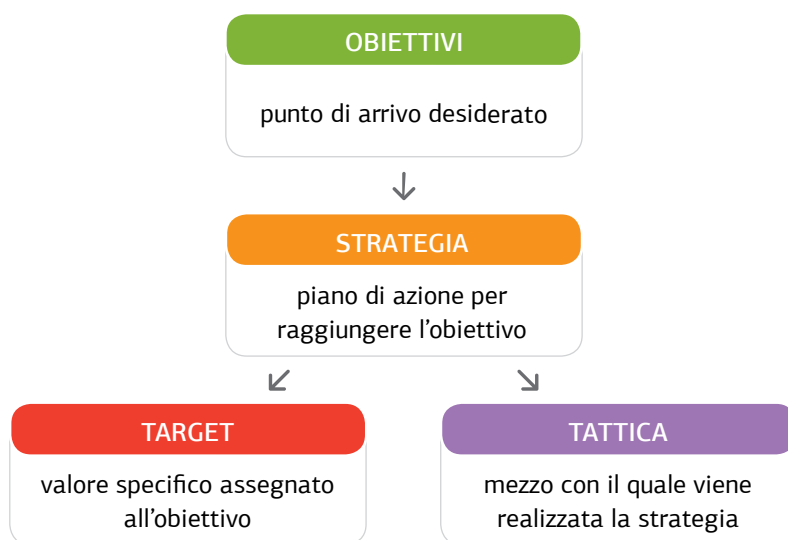 OBIETTIVI
punto di arrivo desiderato
STRATEGIA
piano di azione per
raggiungere l'obiettivo
TARGET
valore specifico assegnato
all'obiettivo
TATTICA
mezzo con il quale viene
realizzata la strategia